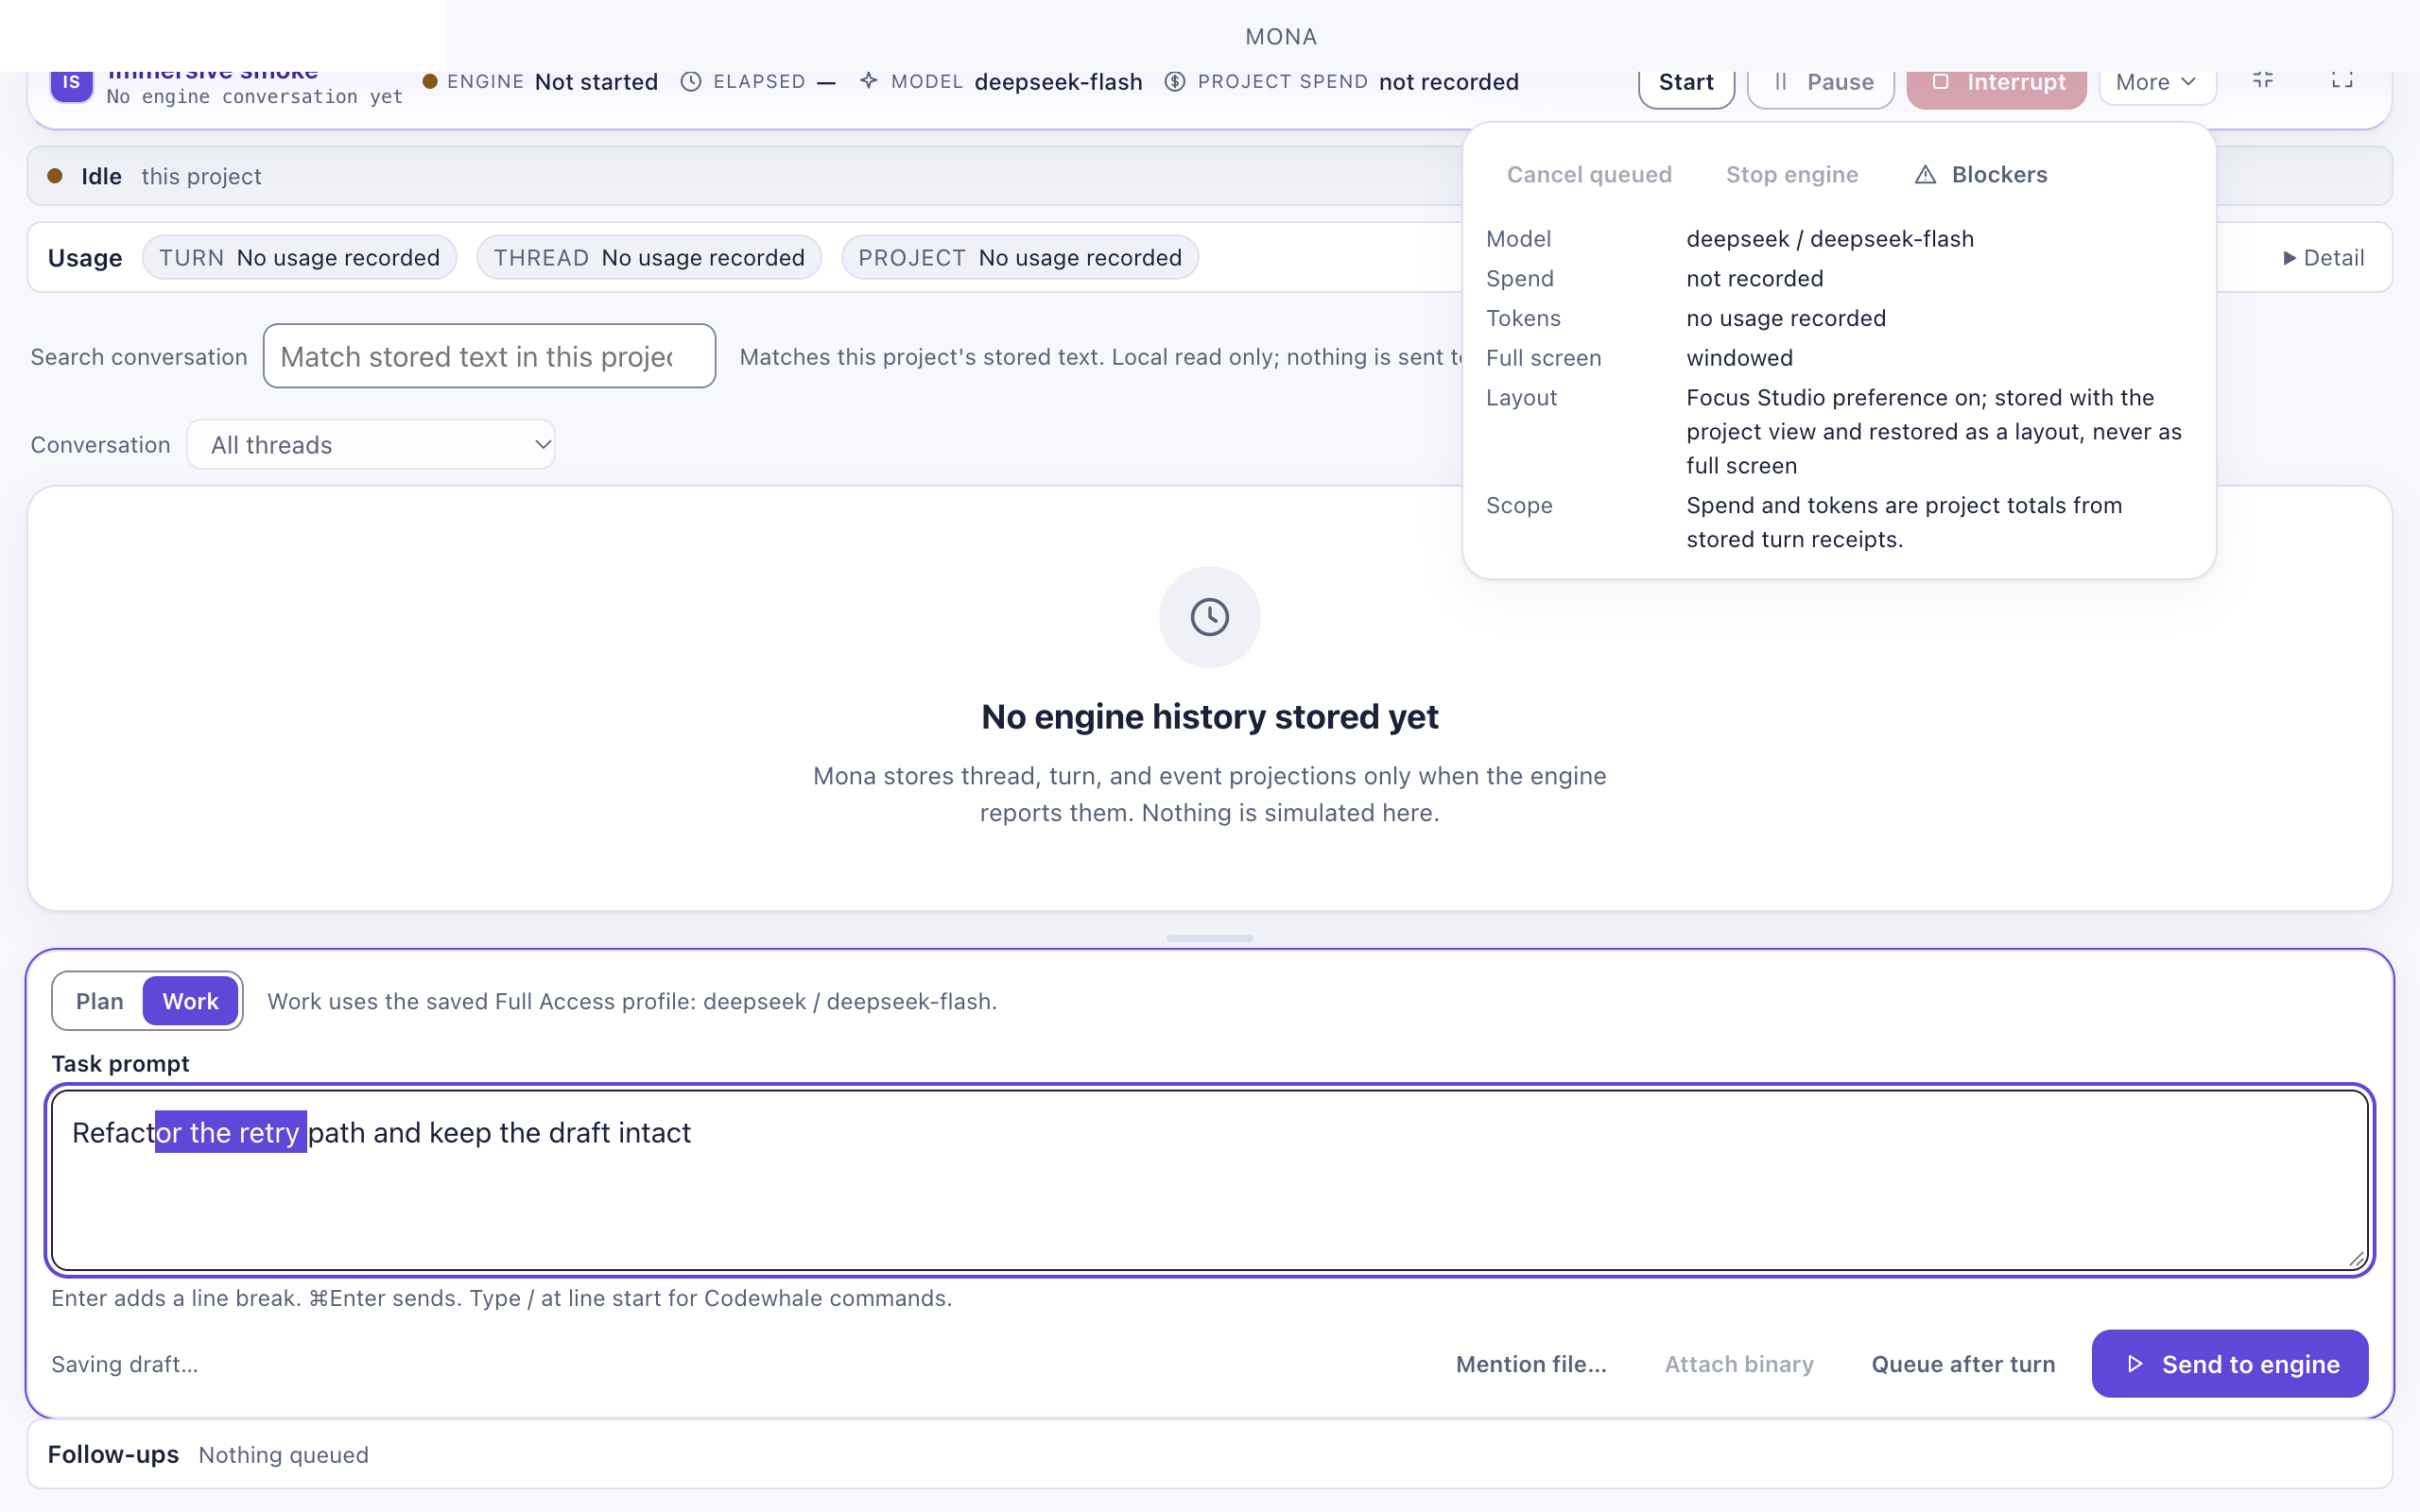 MONA
IS
Immersive smoke
No engine conversation yet
ENGINE Not started
ELAPSED —
MODEL deepseek-flash
PROJECT SPEND not recorded
Start
Pause
Interrupt
More
Idle this project
Usage
TURN No usage recorded
THREAD No usage recorded
PROJECT No usage recorded
Detail
Search conversation
Match stored text in this projec
Matches this project's stored text. Local read only; nothing is sent t
Conversation
All threads
Cancel queued
Stop engine
Blockers
Model deepseek / deepseek-flash
Spend not recorded
Tokens no usage recorded
Full screen windowed
Layout Focus Studio preference on; stored with the
project view and restored as a layout, never as
full screen
Scope Spend and tokens are project totals from
stored turn receipts.
No engine history stored yet
Mona stores thread, turn, and event projections only when the engine
reports them. Nothing is simulated here.
Plan
Work
Work uses the saved Full Access profile: deepseek / deepseek-flash.
Task prompt
Refactor the retry path and keep the draft intact
Enter adds a line break. ⌘Enter sends. Type / at line start for Codewhale commands.
Saving draft...
Mention file...
Attach binary
Queue after turn
Send to engine
Follow-ups Nothing queued